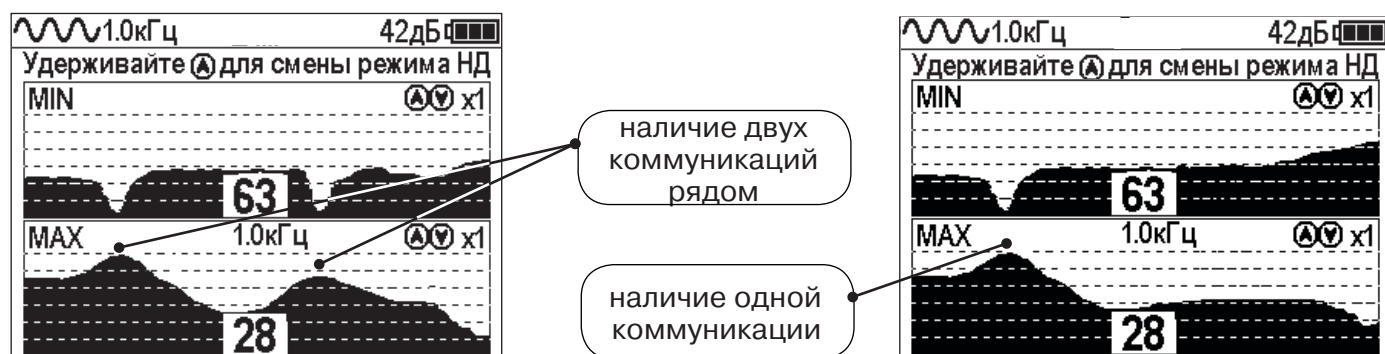 1.0кГц 42дБ
Удерживайте Ⓐ для смены режима НД
MIN x1
63
MAX 1.0кГц x1
28
наличие двух
коммуникаций
рядом
наличие одной
коммуникации
1.0кГц 42дБ
Удерживайте Ⓐ для смены режима НД
MIN x1
63
MAX 1.0кГц x1
28